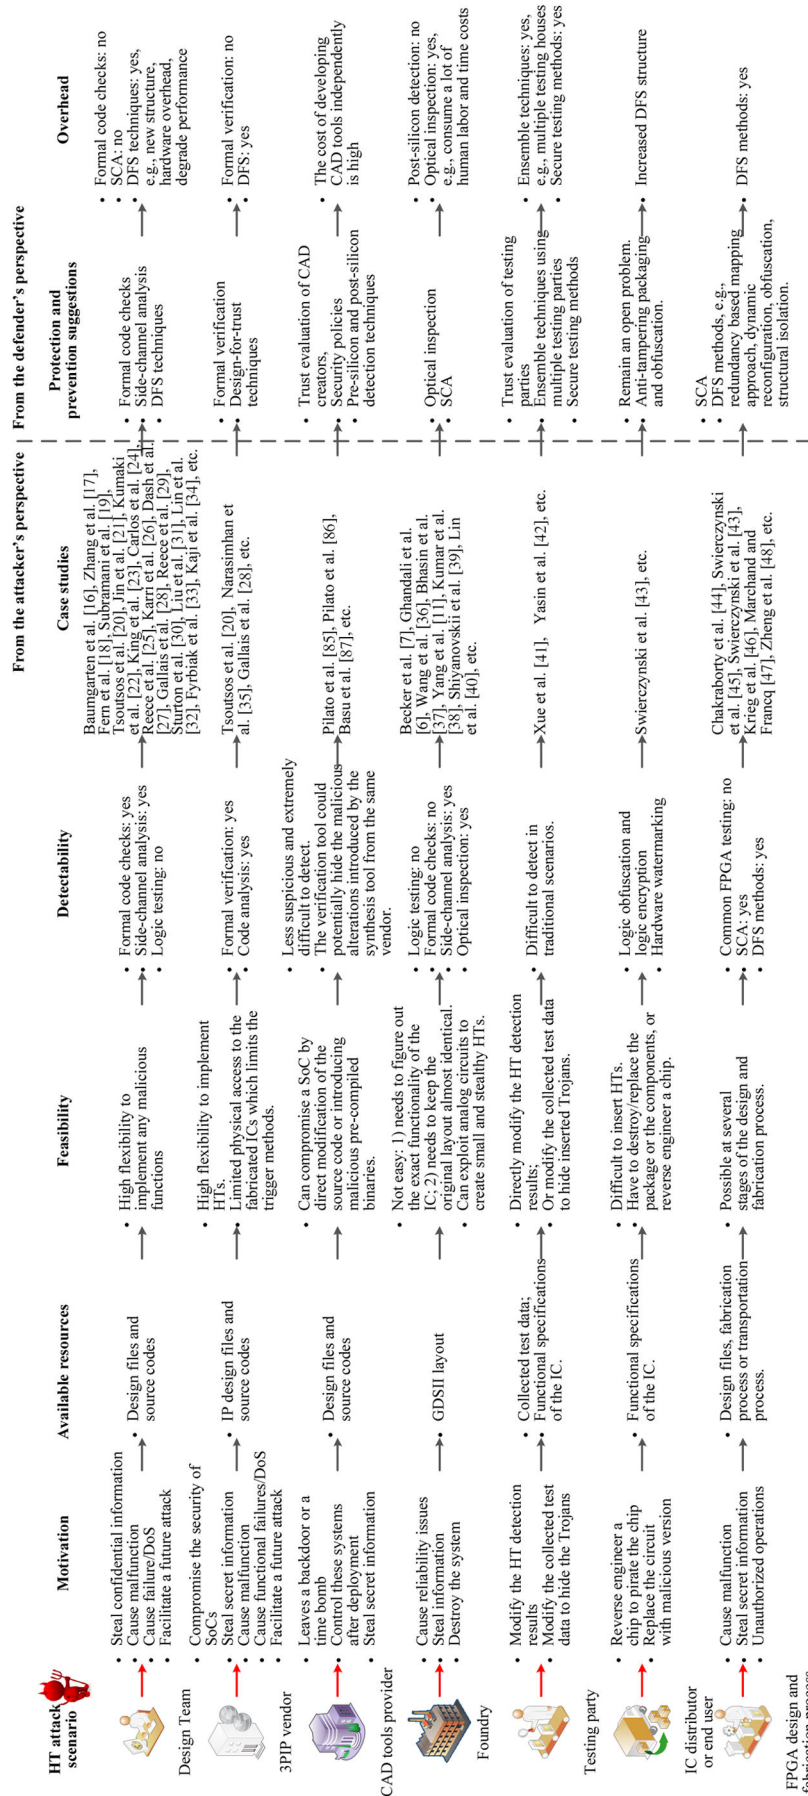 From the attacker's perspective
From the defender's perspective
HT attack
scenario
Motivation
Available resources
Feasibility
Detectability
Case studies
Protection and
prevention suggestions
Overhead
Design Team
• Steal confidential information
• Cause malfunction
• Cause failure/DoS
• Facilitate a future attack
• Design files and
source codes
• High flexibility to
implement any malicious
functions
• Formal code checks: yes
• Side-channel analysis: yes
• Logic testing: no
Baumgarten et al. [16], Zhang et al. [17],
Fern et al. [18], Subramani et al. [19],
Tsoutsos et al. [20], Jin et al. [21], Kumaki
et al. [22], King et al. [23], Carlos et al. [24],
Reece et al. [25], Karri et al. [26], Dash et al.
[27], Gallais et al. [28], Reece et al. [29],
Sturton et al. [30], Liu et al. [31], Lin et al.
[32], Fyrbiak et al. [33], Kaji et al. [34], etc.
• Formal code checks
• Side-channel analysis
• DFS techniques
• Formal code checks: no
• SCA: no
• DFS techniques: yes,
e.g., new structure,
hardware overhead,
degrade performance
3PIP vendor
• Compromise the security of
SoCs
• Steal secret information
• Cause malfunction
• Cause functional failures/DoS
• Facilitate a future attack
• IP design files and
source codes
• High flexibility to implement
HTs.
• Limited physical access to the
fabricated ICs which limits the
trigger methods.
• Formal verification: yes
• Code analysis: yes
Tsoutsos et al. [20], Narasimhan et
al. [35], Gallais et al. [28], etc.
• Formal verification
• Design-for-trust
techniques
• Formal verification: no
• DFS: yes
CAD tools provider
• Leaves a backdoor or a
time bomb
• Control these systems
after deployment
• Steal secret information
• Design files and
source codes
• Can compromise a SoC by
direct modification of the
source code or introducing
malicious pre-compiled
binaries.
• Less suspicious and extremely
difficult to detect.
• The verification tool could
potentially hide the malicious
alterations introduced by the
synthesis tool from the same
vendor.
Pilato et al. [85], Pilato et al. [86],
Basu et al. [87], etc.
• Trust evaluation of CAD
creators,
• Security policies
• Pre-silicon and post-silicon
detection techniques
• The cost of developing
CAD tools independently
is high
Foundry
• Cause reliability issues
• Steal information
• Destroy the system
• GDSII layout
• Not easy: 1) needs to figure out
the exact functionality of the
IC; 2) needs to keep the
original layout almost identical.
• Can exploit analog circuits to
create small and stealthy HTs.
• Logic testing: no
• Formal code checks: no
• Side-channel analysis: yes
• Optical inspection: yes
Becker et al. [7], Ghandali et al.
[6], Wang et al. [36], Bhasin et al.
[37], Yang et al. [11], Kumar et al.
[38], Shiyanovskii et al. [39], Lin
et al. [40], etc.
• Optical inspection
• SCA
• Post-silicon detection: no
• Optical inspection: yes,
e.g., consume a lot of
human labor and time costs
Testing party
• Modify the HT detection
results
• Modify the collected test
data to hide the Trojans
• Collected test data;
• Functional specifications
of the IC.
• Directly modify the HT detection
results;
• Or modify the collected test data
to hide inserted Trojans.
• Difficult to detect in
traditional scenarios.
Xue et al. [41], Yasin et al. [42], etc.
• Trust evaluation of testing
parties
• Ensemble techniques using
multiple testing parties
• Secure testing methods
• Ensemble techniques: yes,
e.g., multiple testing houses
• Secure testing methods: yes
IC distributor
or end user
• Reverse engineer a
chip to pirate the chip
• Replace the circuit
with malicious version
• Functional specifications
of the IC.
• Difficult to insert HTs.
• Have to destroy/replace the
package or the components, or
reverse engineer a chip.
• Logic obfuscation and
logic encryption
• Hardware watermarking
Swierczynski et al. [43], etc.
• Remain an open problem.
• Anti-tampering packaging
and obfuscation.
• Increased DFS structure
FPGA design and
• Cause malfunction
• Steal secret information
• Unauthorized operations
• Design files, fabrication
process or transportation
process.
• Possible at several
stages of the design and
fabrication process.
• Common FPGA testing: no
• SCA: yes
• DFS methods: yes
Chakraborty et al. [44], Swierczynski
et al. [45], Swierczynski et al. [43],
Krieg et al. [46], Marchand and
Francq [47], Zheng et al. [48], etc.
• SCA
• DFS methods, e.g.,
redundancy based mapping
approach, dynamic
reconfiguration, obfuscation,
structural isolation.
• DFS methods: yes